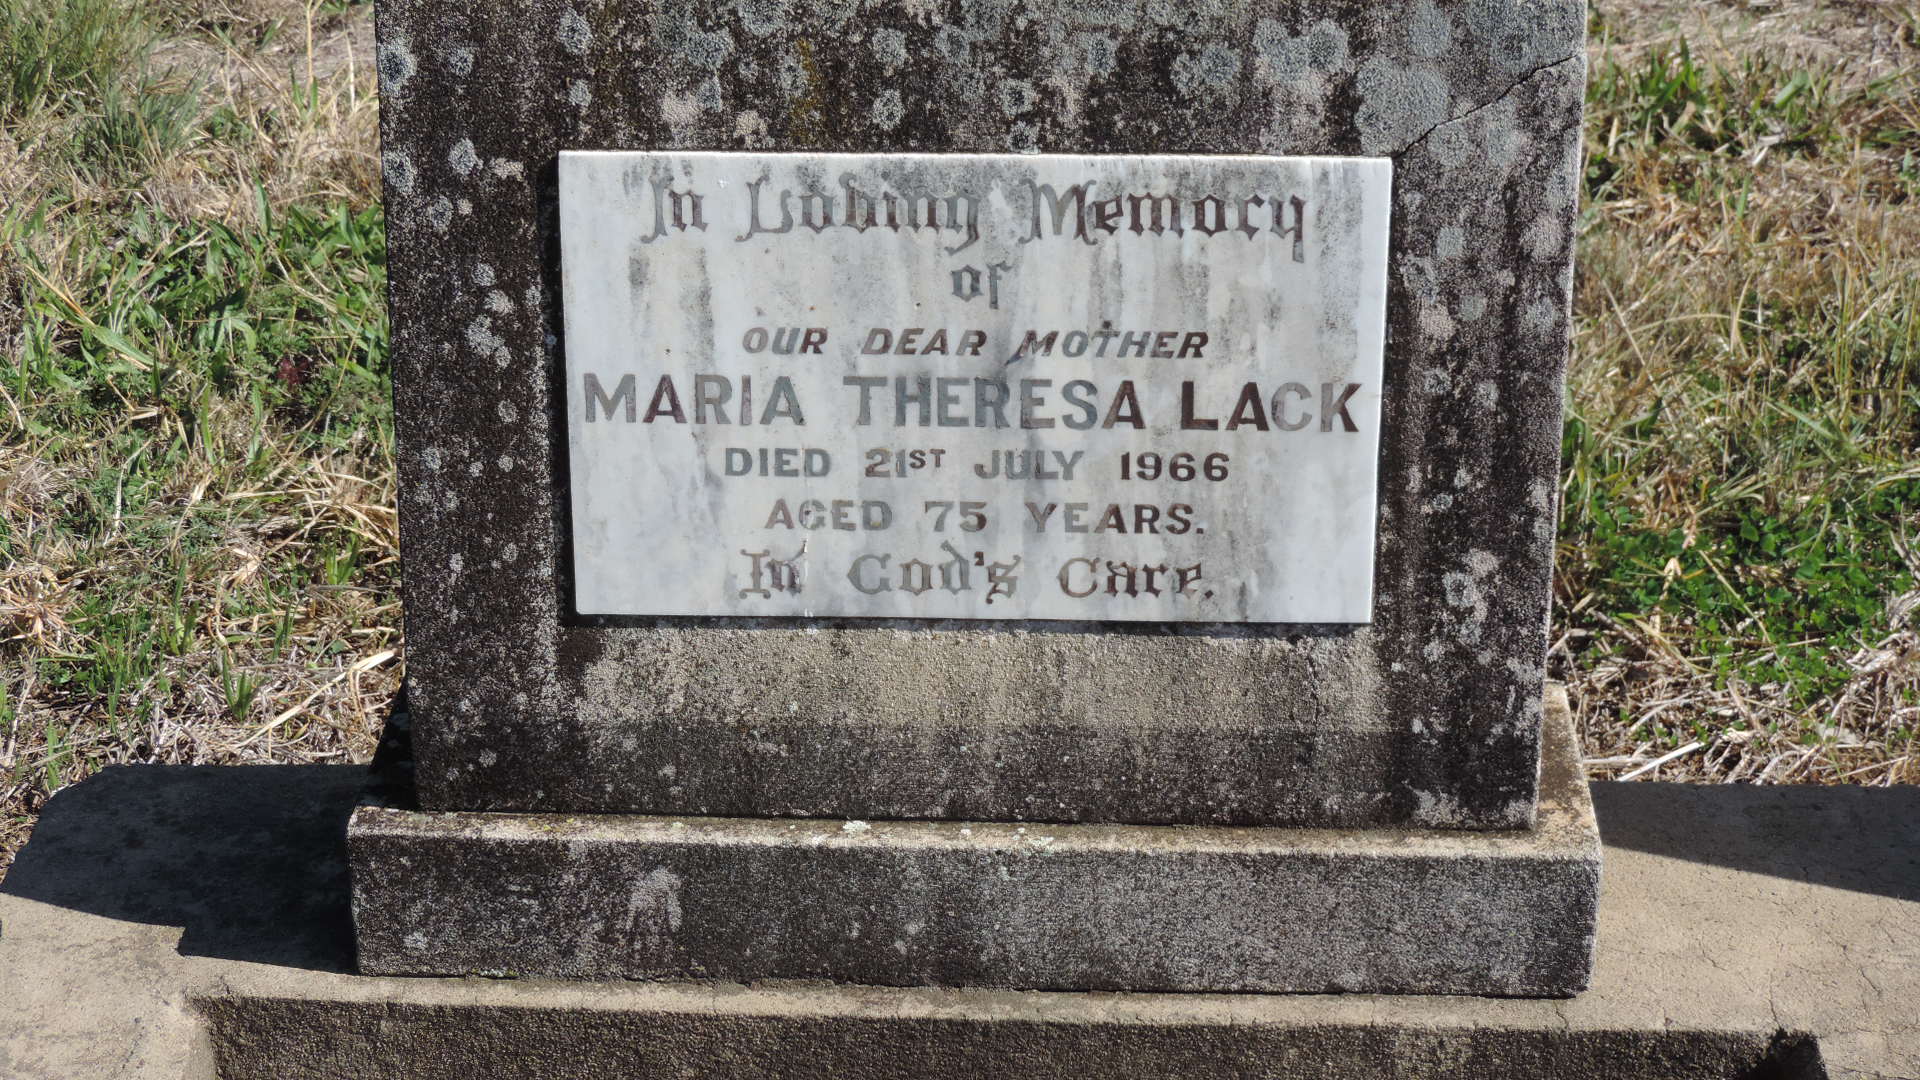 In Loving Memory
of
OUR DEAR MOTHER
MARIA THERESA LACK
DIED 21ST JULY 1966
AGED 75 YEARS.
In God's Care.